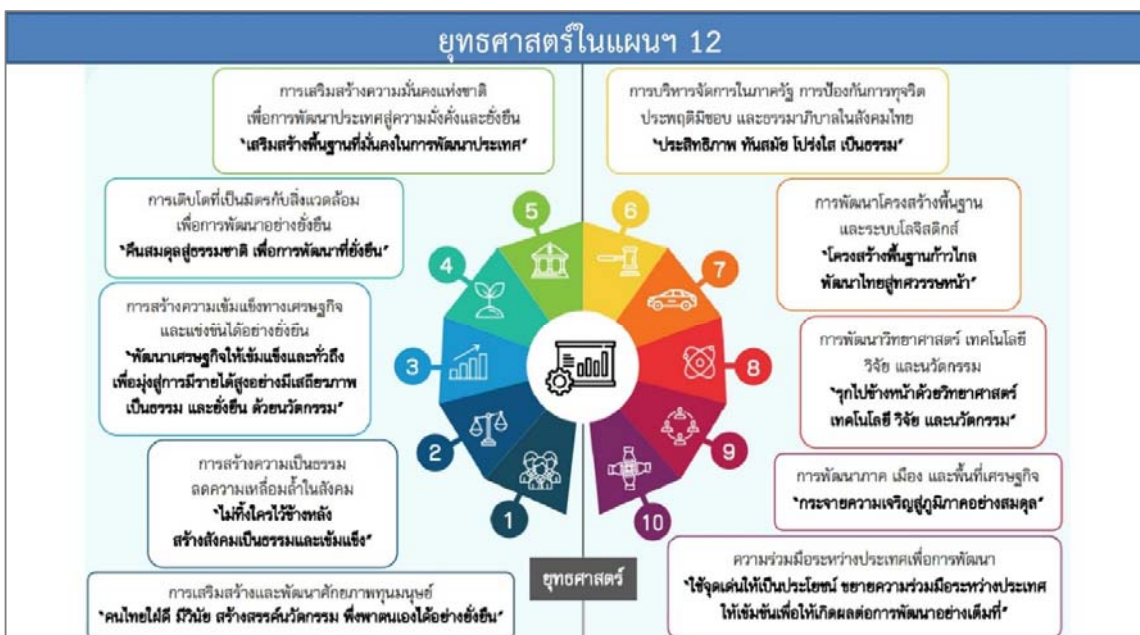 ยุทธศาสตร์ในแผนฯ 12
การเสริมสร้างความมั่นคงแห่งชาติ
เพื่อการพัฒนาประเทศสู่ความมั่งคั่งและยั่งยืน
"เสริมสร้างพื้นฐานที่มั่นคงในการพัฒนาประเทศ"
การบริหารจัดการในภาครัฐ การป้องกันการทุจริต
ประพฤติมิชอบ และธรรมาภิบาลในสังคมไทย
"ประสิทธิภาพ ทันสมัย โปร่งใส เป็นธรรม"
การเติบโตที่เป็นมิตรกับสิ่งแวดล้อม
เพื่อการพัฒนาอย่างยั่งยืน
"คืนสมดุลสู่ธรรมชาติ เพื่อการพัฒนาที่ยั่งยืน"
การพัฒนาโครงสร้างพื้นฐาน
และระบบโลจิสติกส์
"โครงสร้างพื้นฐานก้าวไกล
พัฒนาไทยสู่ทศวรรษหน้า"
การสร้างความเข้มแข็งทางเศรษฐกิจ
และแข่งขันได้อย่างยั่งยืน
"พัฒนาเศรษฐกิจให้เข้มแข็งและทั่วถึง
เพื่อมุ่งสู่การมีรายได้สูงอย่างมีเสถียรภาพ
เป็นธรรม และยั่งยืน ด้วยนวัตกรรม"
การพัฒนาวิทยาศาสตร์ เทคโนโลยี
วิจัย และนวัตกรรม
"รุกไปข้างหน้าด้วยวิทยาศาสตร์
เทคโนโลยี วิจัย และนวัตกรรม"
การสร้างความเป็นธรรม
ลดความเหลื่อมล้ำในสังคม
"ไม่ทิ้งใครไว้ข้างหลัง
สร้างสังคมเป็นธรรมและเข้มแข็ง"
การพัฒนาภาค เมือง และพื้นที่เศรษฐกิจ
"กระจายความเจริญสู่ภูมิภาคอย่างสมดุล"
การเสริมสร้างและพัฒนาศักยภาพทุนมนุษย์
"คนไทยใฝ่ดี มีวินัย สร้างสรรค์นวัตกรรม พึ่งพาตนเองได้อย่างยั่งยืน"
ความร่วมมือระหว่างประเทศเพื่อการพัฒนา
"ใช้จุดเด่นให้เป็นประโยชน์ ขยายความร่วมมือระหว่างประเทศ
ให้เข้มข้นเพื่อให้เกิดผลต่อการพัฒนาอย่างเต็มที่"
1
2
3
4
5
6
7
8
9
10
ยุทธศาสตร์